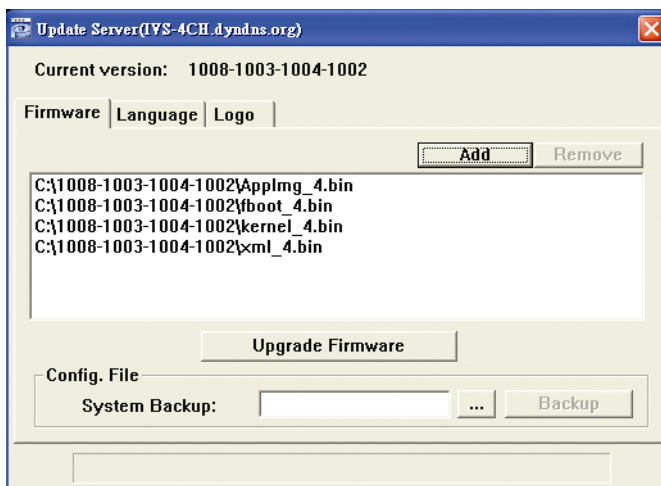 Update Server(IVS-4CH.dyndns.org)
Current version: 1008-1003-1004-1002
Firmware Language Logo
Add Remove
C:\1008-1003-1004-1002\AppImg_4.bin
C:\1008-1003-1004-1002\fboot_4.bin
C:\1008-1003-1004-1002\kernel_4.bin
C:\1008-1003-1004-1002\xml_4.bin
Upgrade Firmware
Config. File
System Backup: ... Backup